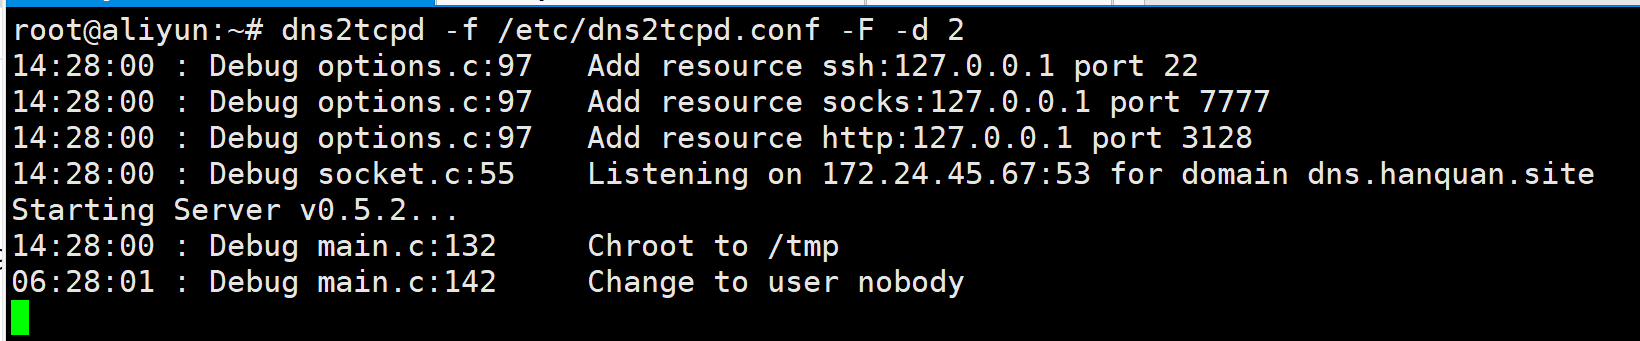 root@aliyun:~# dns2tcpd -f /etc/dns2tcpd.conf -F -d 2
14:28:00 : Debug options.c:97   Add resource ssh:127.0.0.1 port 22
14:28:00 : Debug options.c:97   Add resource socks:127.0.0.1 port 7777
14:28:00 : Debug options.c:97   Add resource http:127.0.0.1 port 3128
14:28:00 : Debug socket.c:55    Listening on 172.24.45.67:53 for domain dns.hanquan.site
Starting Server v0.5.2...
14:28:00 : Debug main.c:132     Chroot to /tmp
06:28:01 : Debug main.c:142     Change to user nobody